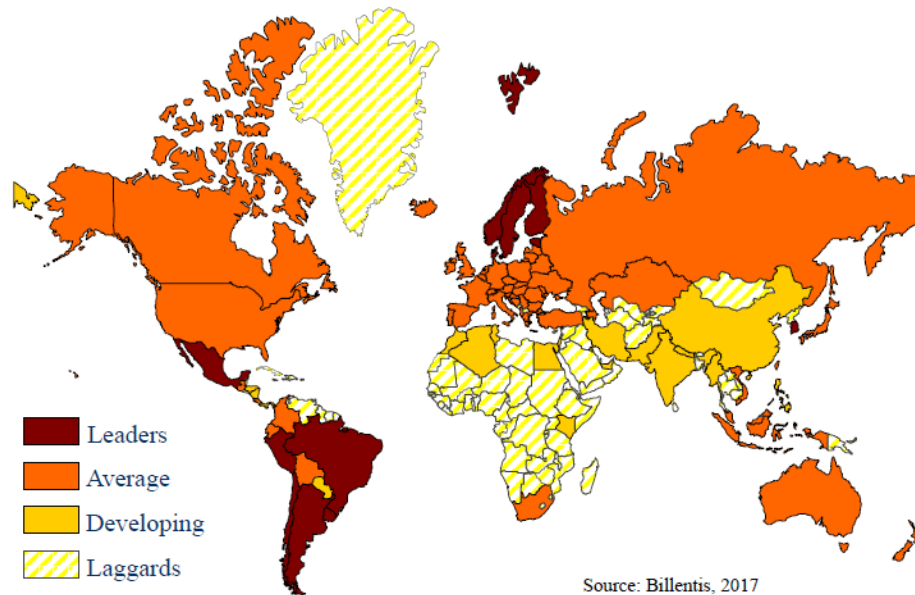 Leaders
Average
Developing
Laggards
Source: Billentis, 2017